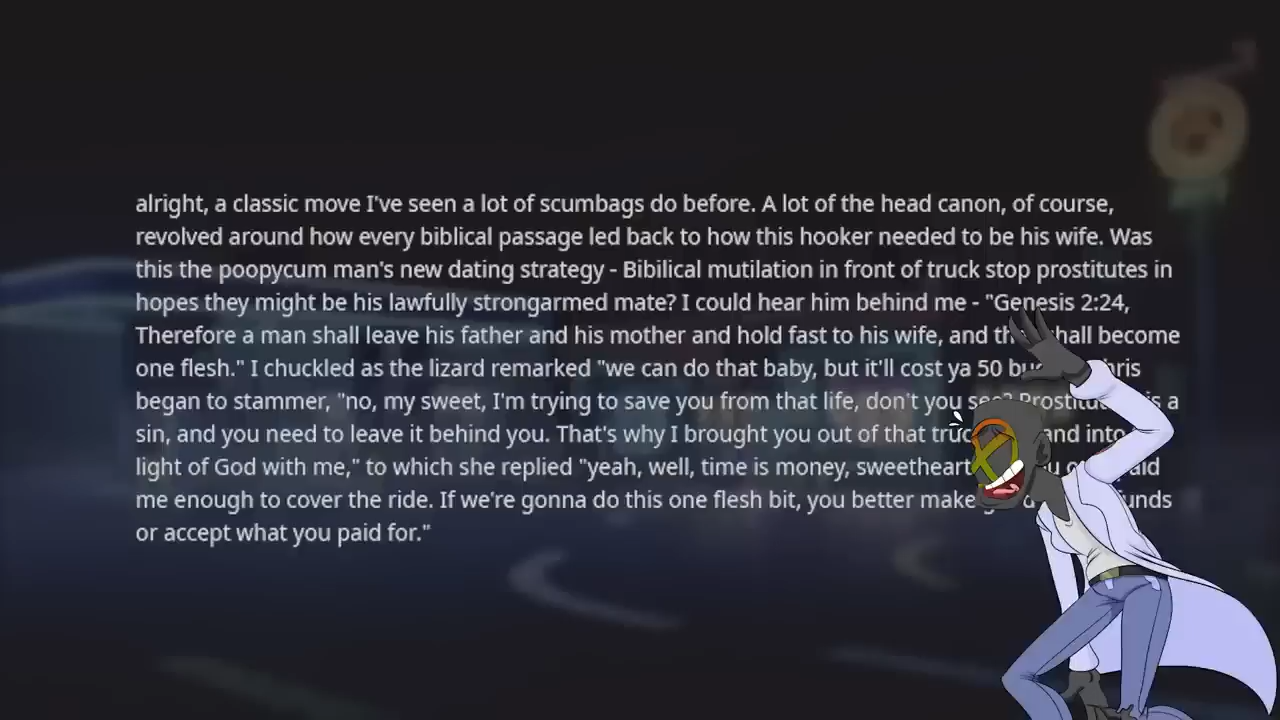 alright, a classic move I've seen a lot of scumbags do before. A lot of the head canon, of course,
revolved around how every biblical passage led back to how this hooker needed to be his wife. Was
this the poopycum man's new dating strategy - Bibilical mutilation in front of truck stop prostitutes in
hopes they might be his lawfully strongarmed mate? I could hear him behind me - "Genesis 2:24,
Therefore a man shall leave his father and his mother and hold fast to his wife, and shall become
one flesh." I chuckled as the lizard remarked "we can do that baby, but it'll cost ya 50
began to stammer, "no, my sweet, I'm trying to save you from that life, don't you see? is a
sin, and you need to leave it behind you. That's why I brought you out of that and into
light of God with me," to which she replied "yeah, well, time is money, sweetheart
me enough to cover the ride. If we're gonna do this one flesh bit, you better make
or accept what you paid for."